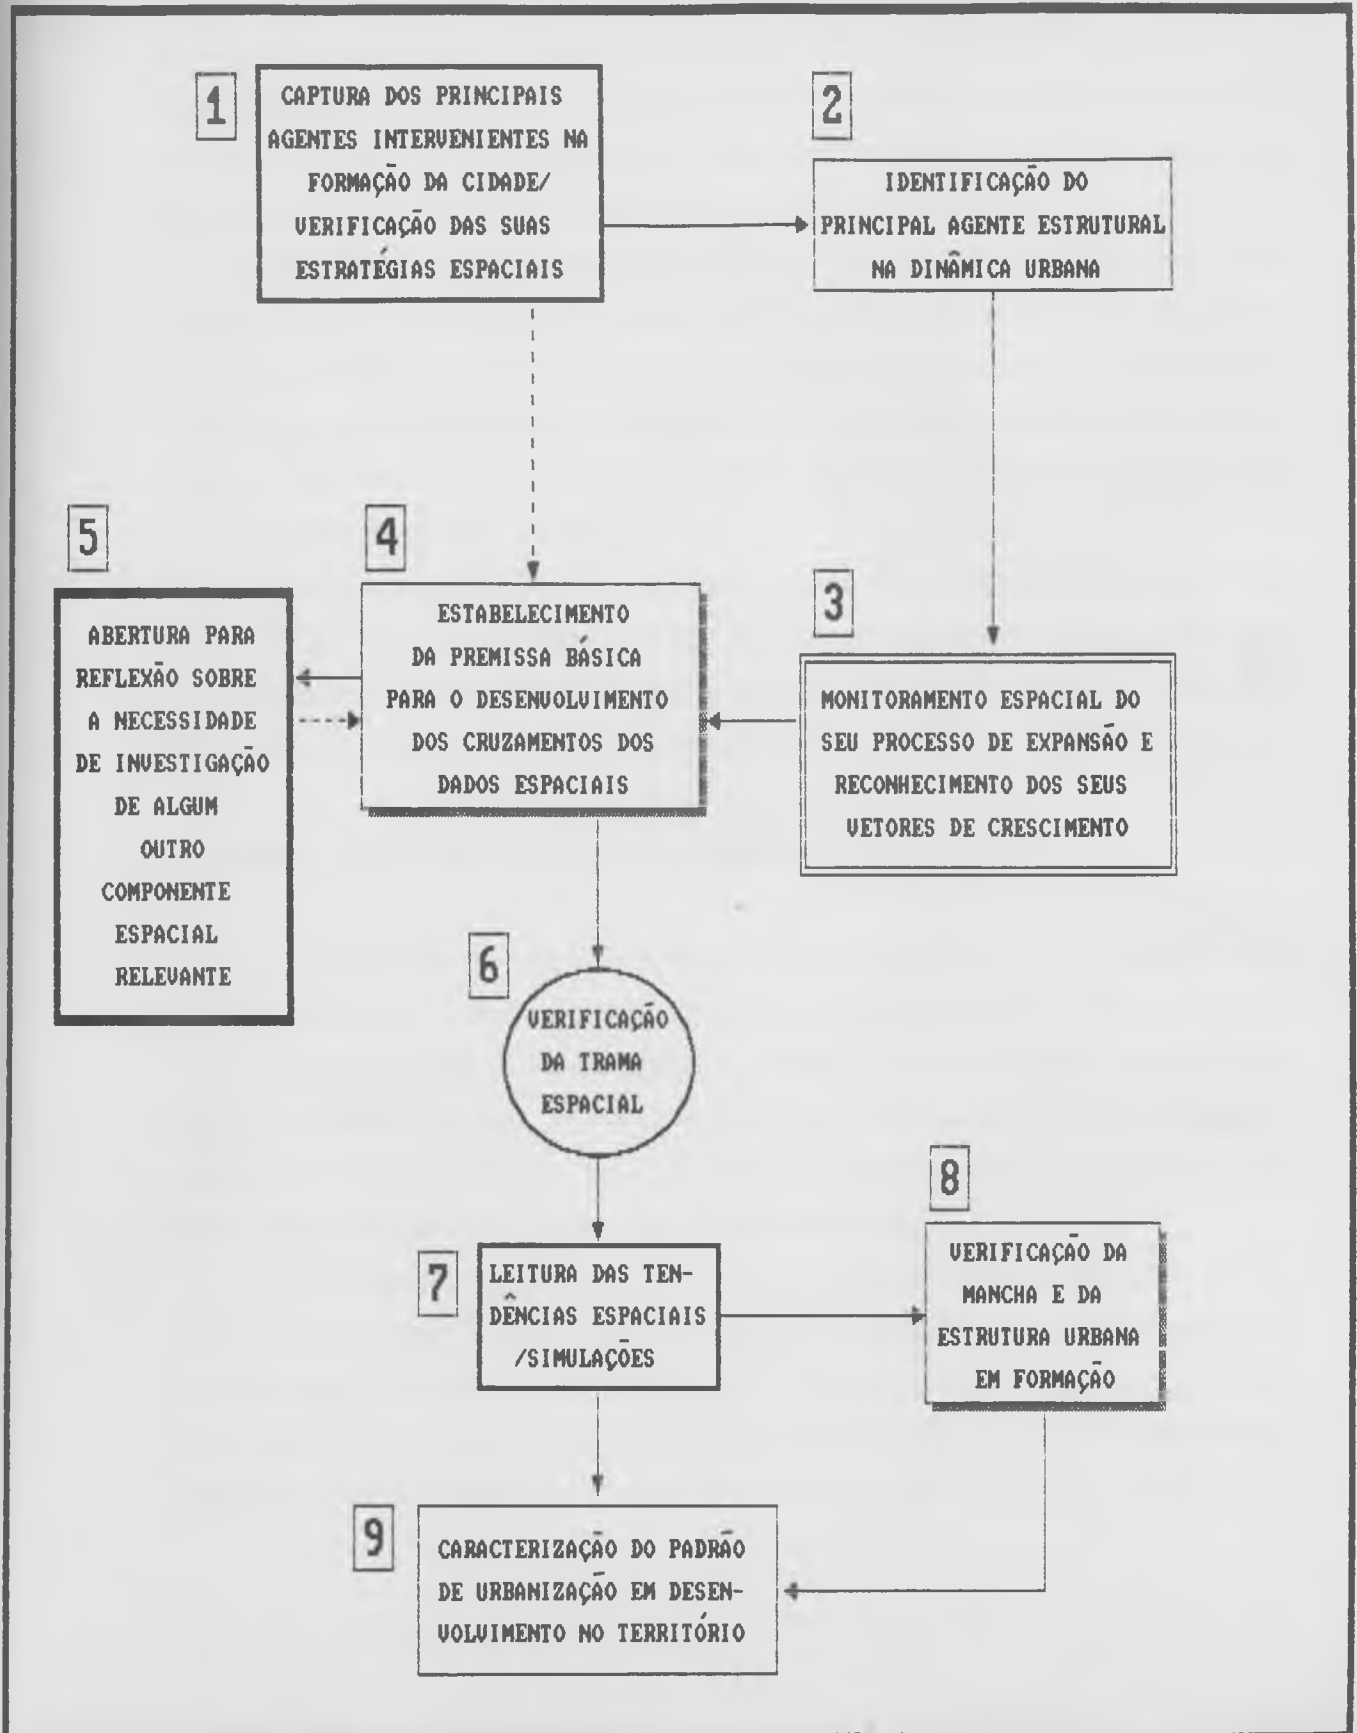 1
CAPTURA DOS PRINCIPAIS
AGENTES INTERVENIENTES NA
FORMAÇÃO DA CIDADE/
VERIFICAÇÃO DAS SUAS
ESTRATÉGIAS ESPACIAIS
2
IDENTIFICAÇÃO DO
PRINCIPAL AGENTE ESTRUTURAL
NA DINÂMICA URBANA
3
MONITORAMENTO ESPACIAL DO
SEU PROCESSO DE EXPANSÃO E
RECONHECIMENTO DOS SEUS
VETORES DE CRESCIMENTO
4
ESTABELECIMENTO
DA PREMISSA BÁSICA
PARA O DESENVOLVIMENTO
DOS CRUZAMENTOS DOS
DADOS ESPACIAIS
5
ABERTURA PARA
REFLEXÃO SOBRE
A NECESSIDADE
DE INVESTIGAÇÃO
DE ALGUM
OUTRO
COMPONENTE
ESPACIAL
RELEVANTE
6
VERIFICAÇÃO
DA TRAMA
ESPACIAL
7
LEITURA DAS TEN-
DÊNCIAS ESPACIAIS
/SIMULAÇÕES
8
VERIFICAÇÃO DA
MANCHA E DA
ESTRUTURA URBANA
EM FORMAÇÃO
9
CARACTERIZAÇÃO DO PADRÃO
DE URBANIZAÇÃO EM DESEN-
VOLVIMENTO NO TERRITÓRIO